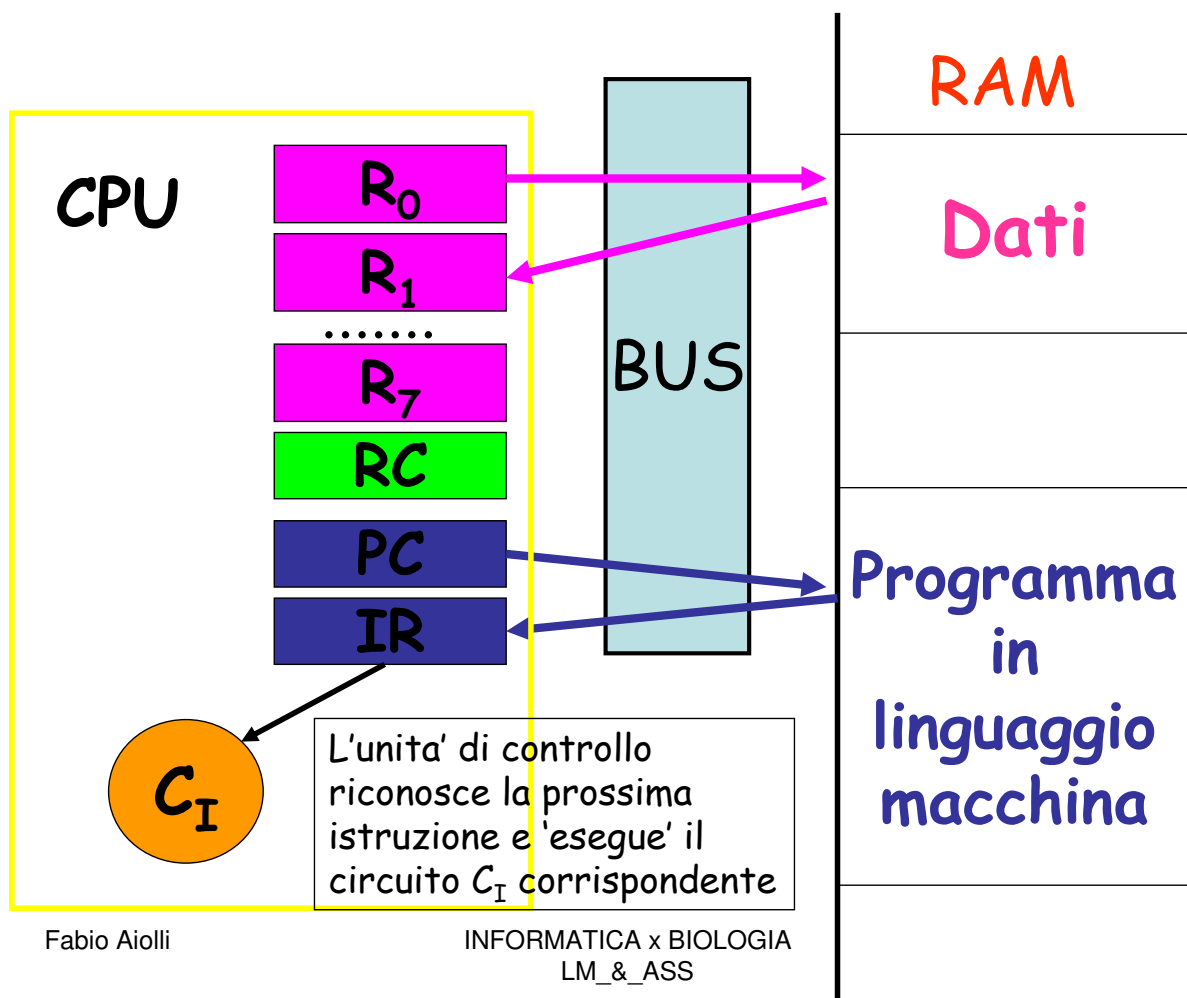 RAM
CPU
R0
R1
.......
R7
RC
PC
IR
CI
BUS
Dati
Programma
in
linguaggio
macchina
L'unita' di controllo
riconosce la prossima
istruzione e 'esegue' il
circuito CI corrispondente
Fabio Aiolli
INFORMATICA x BIOLOGIA
LM_&_ASS